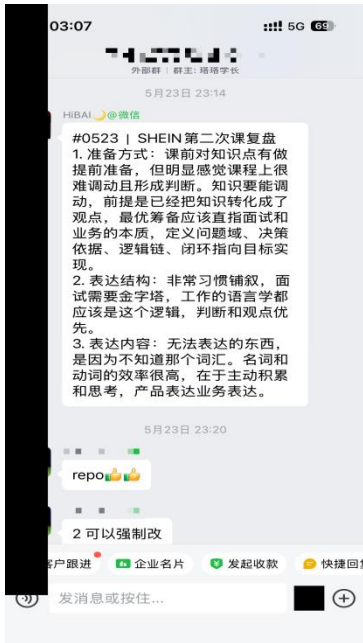 03:07
5G 69
外部群 | 群主: 塔塔学长
5月23日 23:14
HiBAI🌙@微信
#0523 | SHEIN第二次课复盘
1. 准备方式：课前对知识点有做
提前准备，但明显感觉课程上很
难调动且形成判断。知识要能调
动，前提是已经把知识转化成了
观点，最优筹备应该直指面试和
业务的本质，定义问题域、决策
依据、逻辑链、闭环指向目标实
现。
2. 表达结构：非常习惯铺叙，面
试需要金字塔，工作的语言学都
应该是这个逻辑，判断和观点优
先。
3. 表达内容：无法表达的东西，
是因为不知道那个词汇。名词和
动词的效率很高，在于主动积累
和思考，产品表达业务表达。
5月23日 23:20
repo👍👍
2 可以强制改
客户跟进 企业名片 发起收款 快捷回复
发消息或按住...